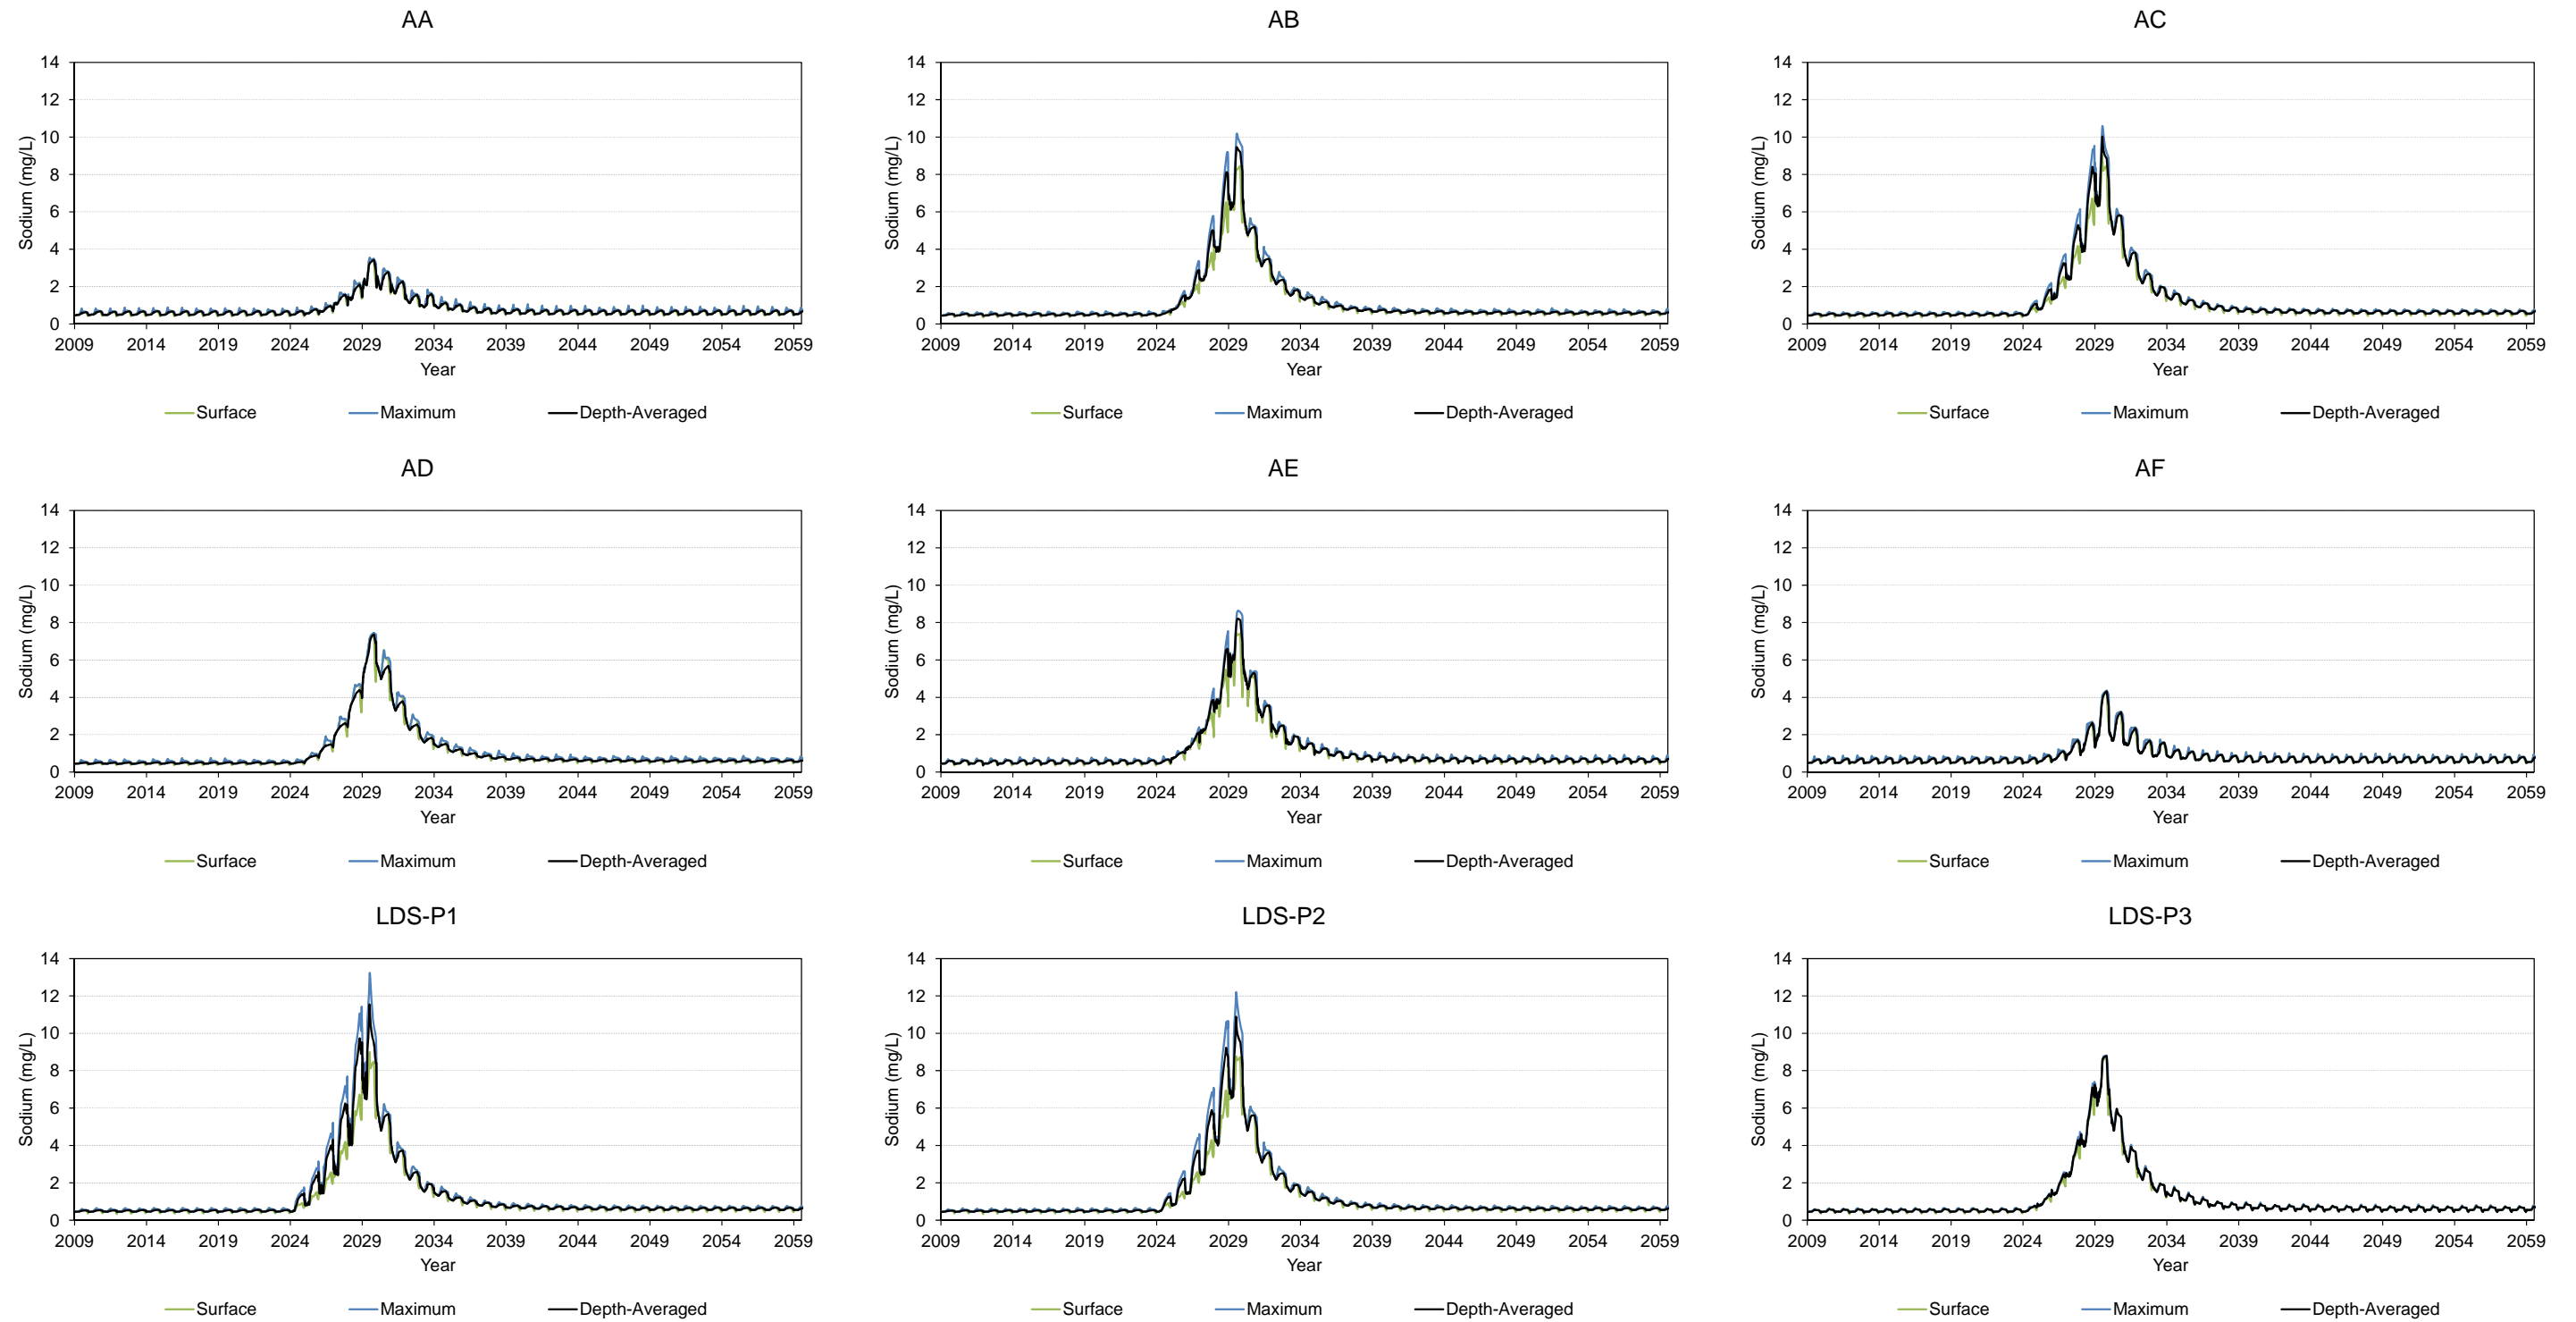 AA AB AC
14 14 14
12 12 12
10 10 10
8 8 8
6 6 6
4 4 4
2 2 2
0 0 0
Sodium (mg/L) Sodium (mg/L) Sodium (mg/L)
2009 2014 2019 2024 2029 2034 2039 2044 2049 2054 2059 2009 2014 2019 2024 2029 2034 2039 2044 2049 2054 2059 2009 2014 2019 2024 2029 2034 2039 2044 2049 2054 2059
Year Year Year
Surface Maximum Depth-Averaged Surface Maximum Depth-Averaged Surface Maximum Depth-Averaged
AD AE AF
14 14 14
12 12 12
10 10 10
8 8 8
6 6 6
4 4 4
2 2 2
0 0 0
Sodium (mg/L) Sodium (mg/L) Sodium (mg/L)
2009 2014 2019 2024 2029 2034 2039 2044 2049 2054 2059 2009 2014 2019 2024 2029 2034 2039 2044 2049 2054 2059 2009 2014 2019 2024 2029 2034 2039 2044 2049 2054 2059
Year Year Year
Surface Maximum Depth-Averaged Surface Maximum Depth-Averaged Surface Maximum Depth-Averaged
LDS-P1 LDS-P2 LDS-P3
14 14 14
12 12 12
10 10 10
8 8 8
6 6 6
4 4 4
2 2 2
0 0 0
Sodium (mg/L) Sodium (mg/L) Sodium (mg/L)
2009 2014 2019 2024 2029 2034 2039 2044 2049 2054 2059 2009 2014 2019 2024 2029 2034 2039 2044 2049 2054 2059 2009 2014 2019 2024 2029 2034 2039 2044 2049 2054 2059
Year Year Year
Surface Maximum Depth-Averaged Surface Maximum Depth-Averaged Surface Maximum Depth-Averaged